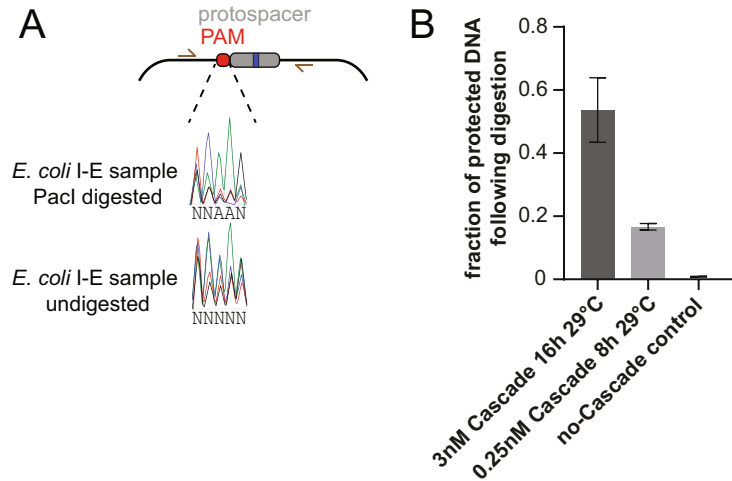 A
protospacer
PAM
E. coli I-E sample
PacI digested
NNAAN
E. coli I-E sample
undigested
NNNNN
B
fraction of protected DNA
following digestion
0.8
0.6
0.4
0.2
0
3nM Cascade 16h 29°C
0.25nM Cascade 8h 29°C
no-Cascade control